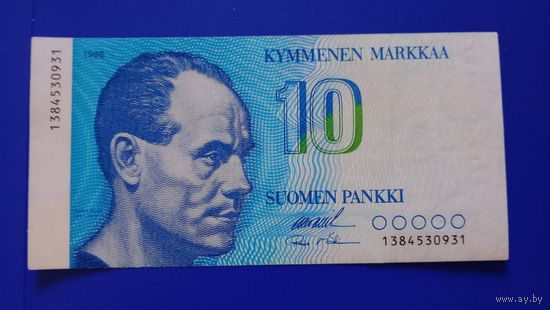 1986
KYMMENEN MARKKAA
1384530931
10
SUOMEN PANKKI
1384530931
www.ay.by